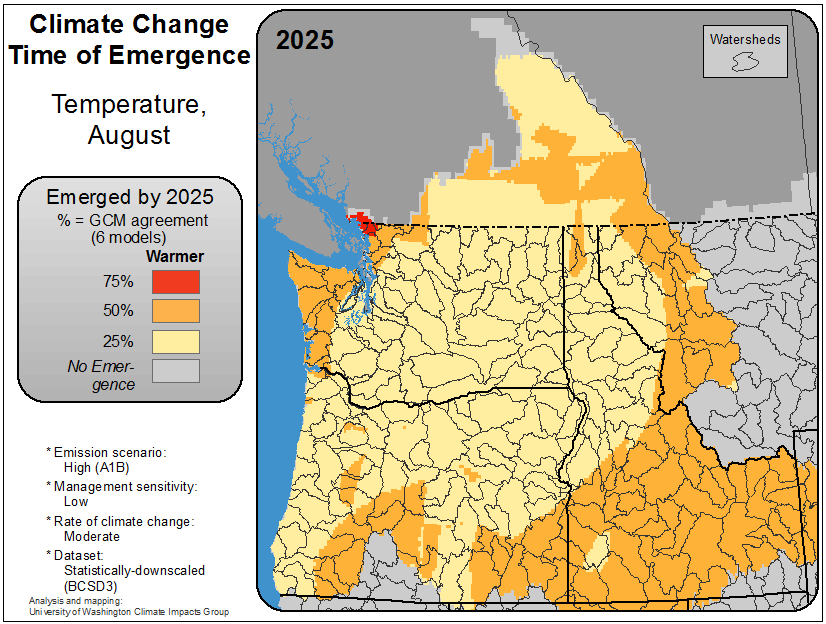 Climate Change
Time of Emergence
Temperature,
August
Emerged by 2025
% = GCM agreement
(6 models)
Warmer
75%
50%
25%
No Emer-
gence
* Emission scenario:
High (A1B)
* Management sensitivity:
Low
* Rate of climate change:
Moderate
* Dataset:
Statistically-downscaled
(BCSD3)
Analysis and mapping:
University of Washington Climate Impacts Group
2025
Watersheds